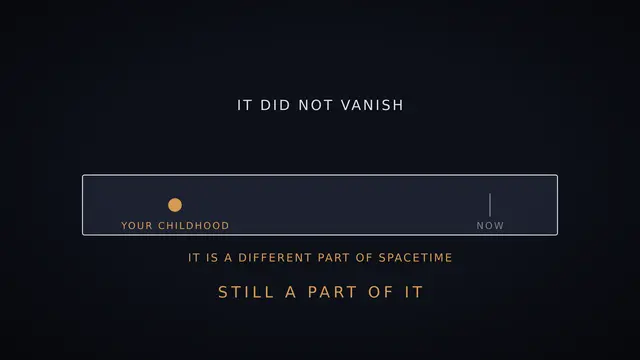 IT DID NOT VANISH
YOUR CHILDHOOD
NOW
IT IS A DIFFERENT PART OF SPACETIME
STILL A PART OF IT